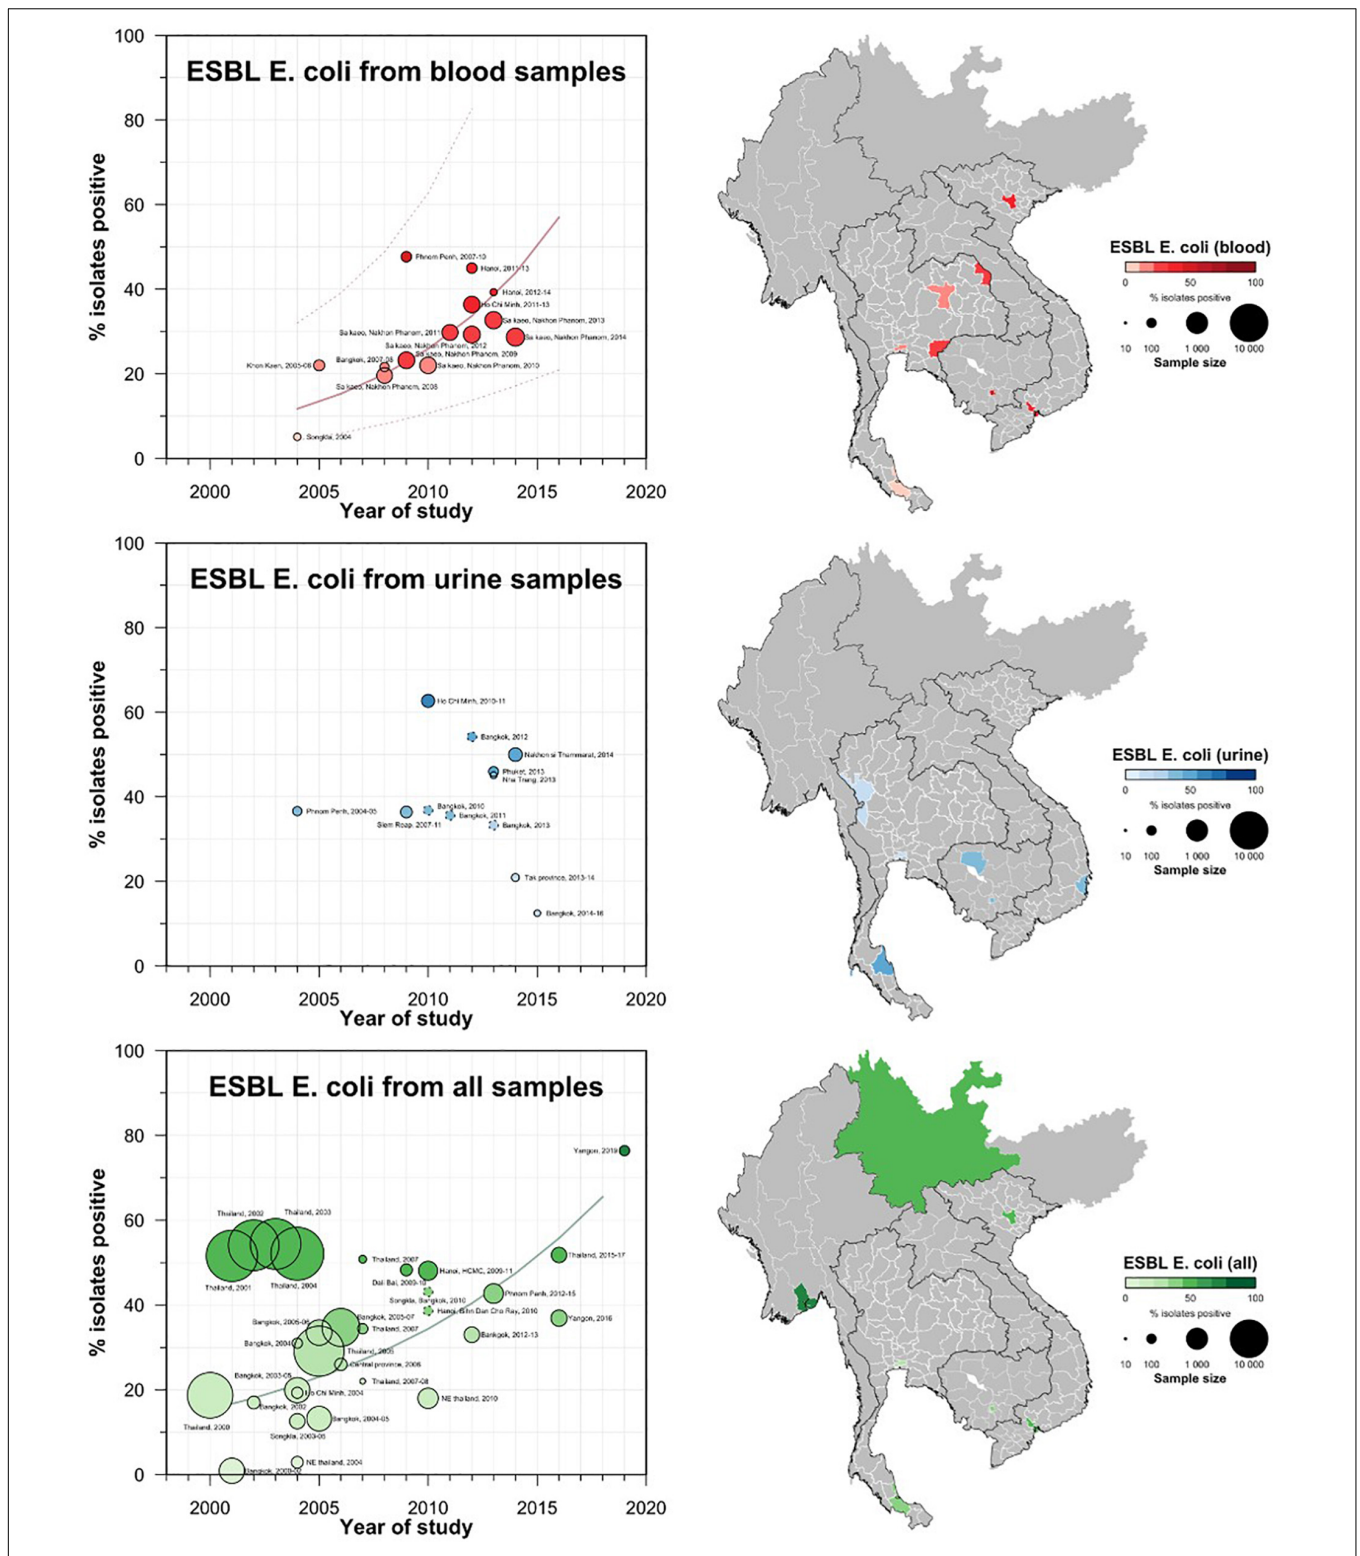 ESBL E. coli from blood samples
% isolates positive
100
80
60
40
20
0
Phnom Penh, 2007-10
Hanoi, 2011-13
Hanoi, 2012-14
Ho Chi Minh, 2011-13
Sa kaeo, Nakhon Phanom, 2013
Sa kaeo, Nakhon Phanom, 2011
Sa kaeo, Nakhon Phanom, 2014
Sa kaeo, Nakhon Phanom, 2012
Sa kaeo, Nakhon Phanom, 2009
Bangkok, 2007-08
Khon Kaen, 2005-06
Sa kaeo, Nakhon Phanom, 2010
Sa kaeo, Nakhon Phanom, 2008
Songkla, 2004
2000 2005 2010 2015 2020
Year of study
ESBL E. coli (blood)
0 50 100
% isolates positive
10 100 1 000 10 000
Sample size
ESBL E. coli from urine samples
% isolates positive
100
80
60
40
20
0
Ho Chi Minh, 2010-11
Bangkok, 2012
Nakhon si Thammarat, 2014
Phuket, 2013
Nha Trang, 2013
Bangkok, 2010
Phnom Penh, 2004-05
Bangkok, 2011
Siem Reap, 2007-11
Bangkok, 2013
Tak province, 2013-14
Bangkok, 2014-16
2000 2005 2010 2015 2020
Year of study
ESBL E. coli (urine)
0 50 100
% isolates positive
10 100 1 000 10 000
Sample size
ESBL E. coli from all samples
% isolates positive
100
80
60
40
20
0
Yangon, 2019
Thailand, 2002
Thailand, 2003
Thailand, 2001
Thailand, 2004
Thailand, 2007
Thailand, 2015-17
Hanoi, HCMC, 2009-11
Dali Bai, 2009-10
Songkla, Bangkok, 2010
Phnom Penh, 2012-15
Hanoi, Bihn Dan Cho Ray, 2010
Bangkok, 2005-07
Yangon, 2016
Bangkok, 2005-06
Thailand, 2007
Bankgok, 2012-13
Bangkok, 2004
Thailand, 2005
Central province, 2006
Bangkok, 2003-05
Thailand, 2007-08
Ho Chi Minh, 2004
NE thailand, 2010
Bangkok, 2002
Thailand, 2000
Bangkok, 2004-05
Songkla, 2003-05
NE thailand, 2004
Bangkok, 2000-02
2000 2005 2010 2015 2020
Year of study
ESBL E. coli (all)
0 50 100
% isolates positive
10 100 1 000 10 000
Sample size